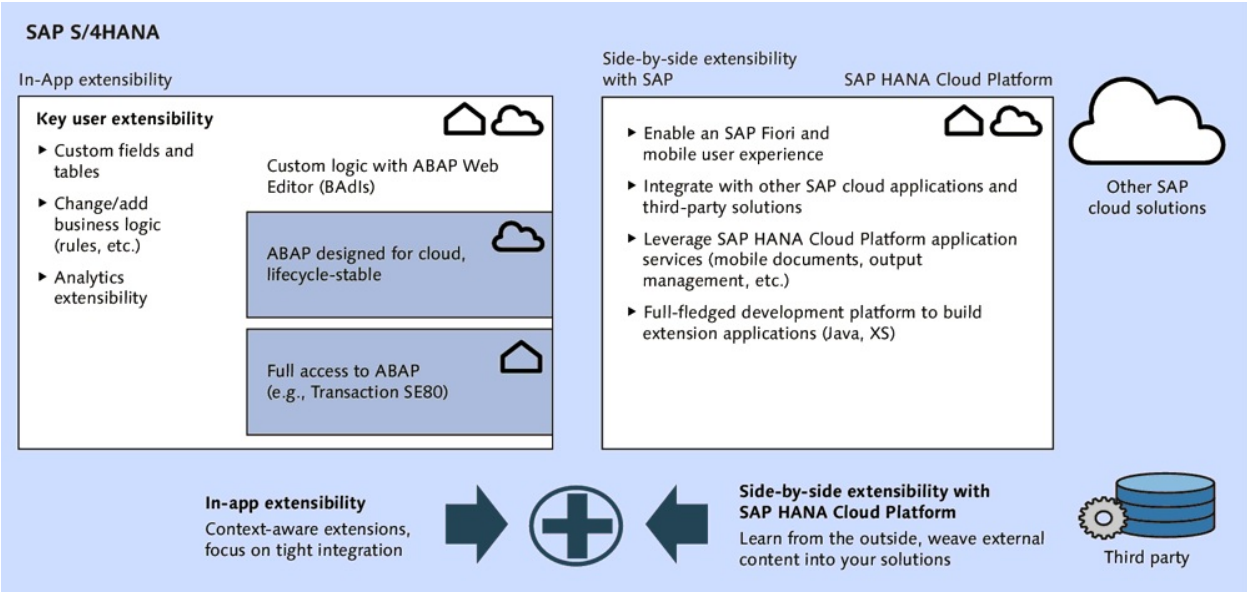 SAP S/4HANA
In-App extensibility
Key user extensibility
▸ Custom fields and
tables
▸ Change/add
business logic
(rules, etc.)
▸ Analytics
extensibility
Custom logic with ABAP Web
Editor (BAdIs)
ABAP designed for cloud,
lifecycle-stable
Full access to ABAP
(e.g., Transaction SE80)
Side-by-side extensibility
with SAP
SAP HANA Cloud Platform
▸ Enable an SAP Fiori and
mobile user experience
▸ Integrate with other SAP cloud applications and
third-party solutions
▸ Leverage SAP HANA Cloud Platform application
services (mobile documents, output
management, etc.)
▸ Full-fledged development platform to build
extension applications (Java, XS)
Other SAP
cloud solutions
In-app extensibility
Context-aware extensions,
focus on tight integration
Side-by-side extensibility with
SAP HANA Cloud Platform
Learn from the outside, weave external
content into your solutions
Third party